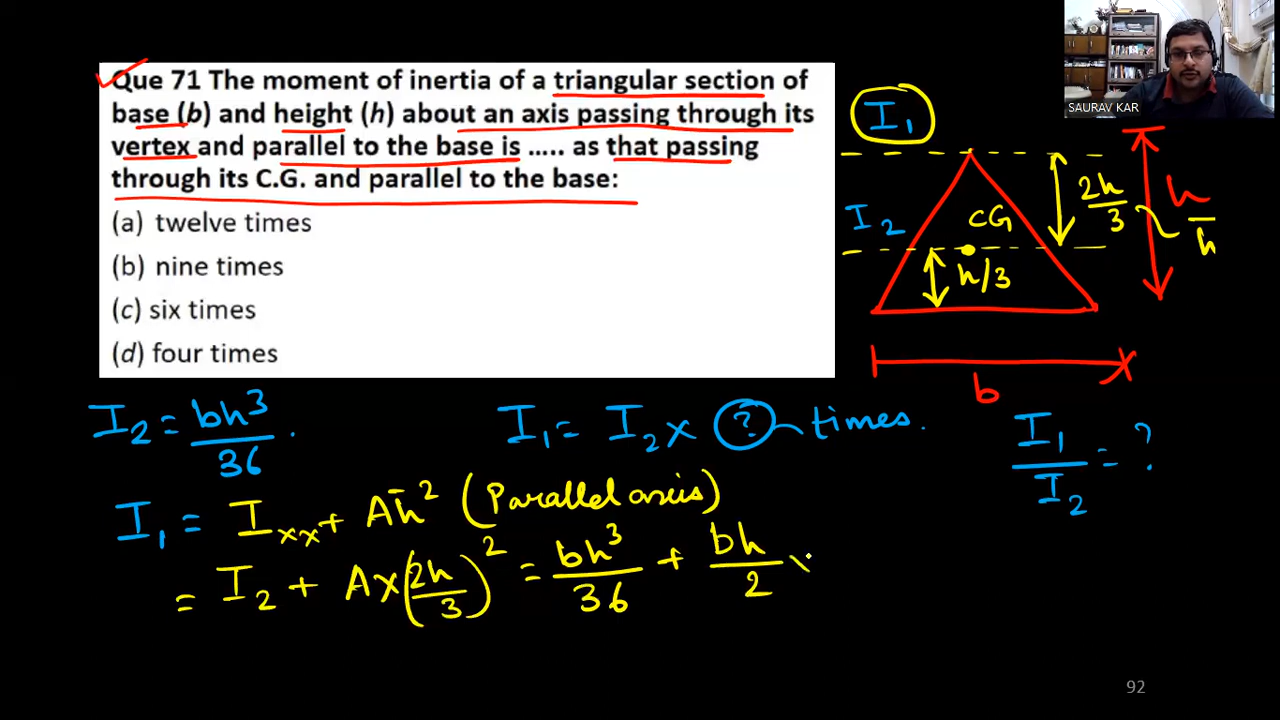 Que 71 The moment of inertia of a triangular section of
base (b) and height (h) about an axis passing through its
vertex and parallel to the base is ..... as that passing
through its C.G. and parallel to the base:
(a) twelve times
(b) nine times
(c) six times
(d) four times
SAURAV KAR
I₁
2h/3
h
h̄
I₂
CG
h/3
b
I₂ = bh³/36 .
I₁ = I₂ × ? times.
I₁/I₂ = ?
I₁ = Iₓₓ + Ah̄² (Parallel axis)
= I₂ + A×(2h/3)² = bh³/36 + bh/2
92